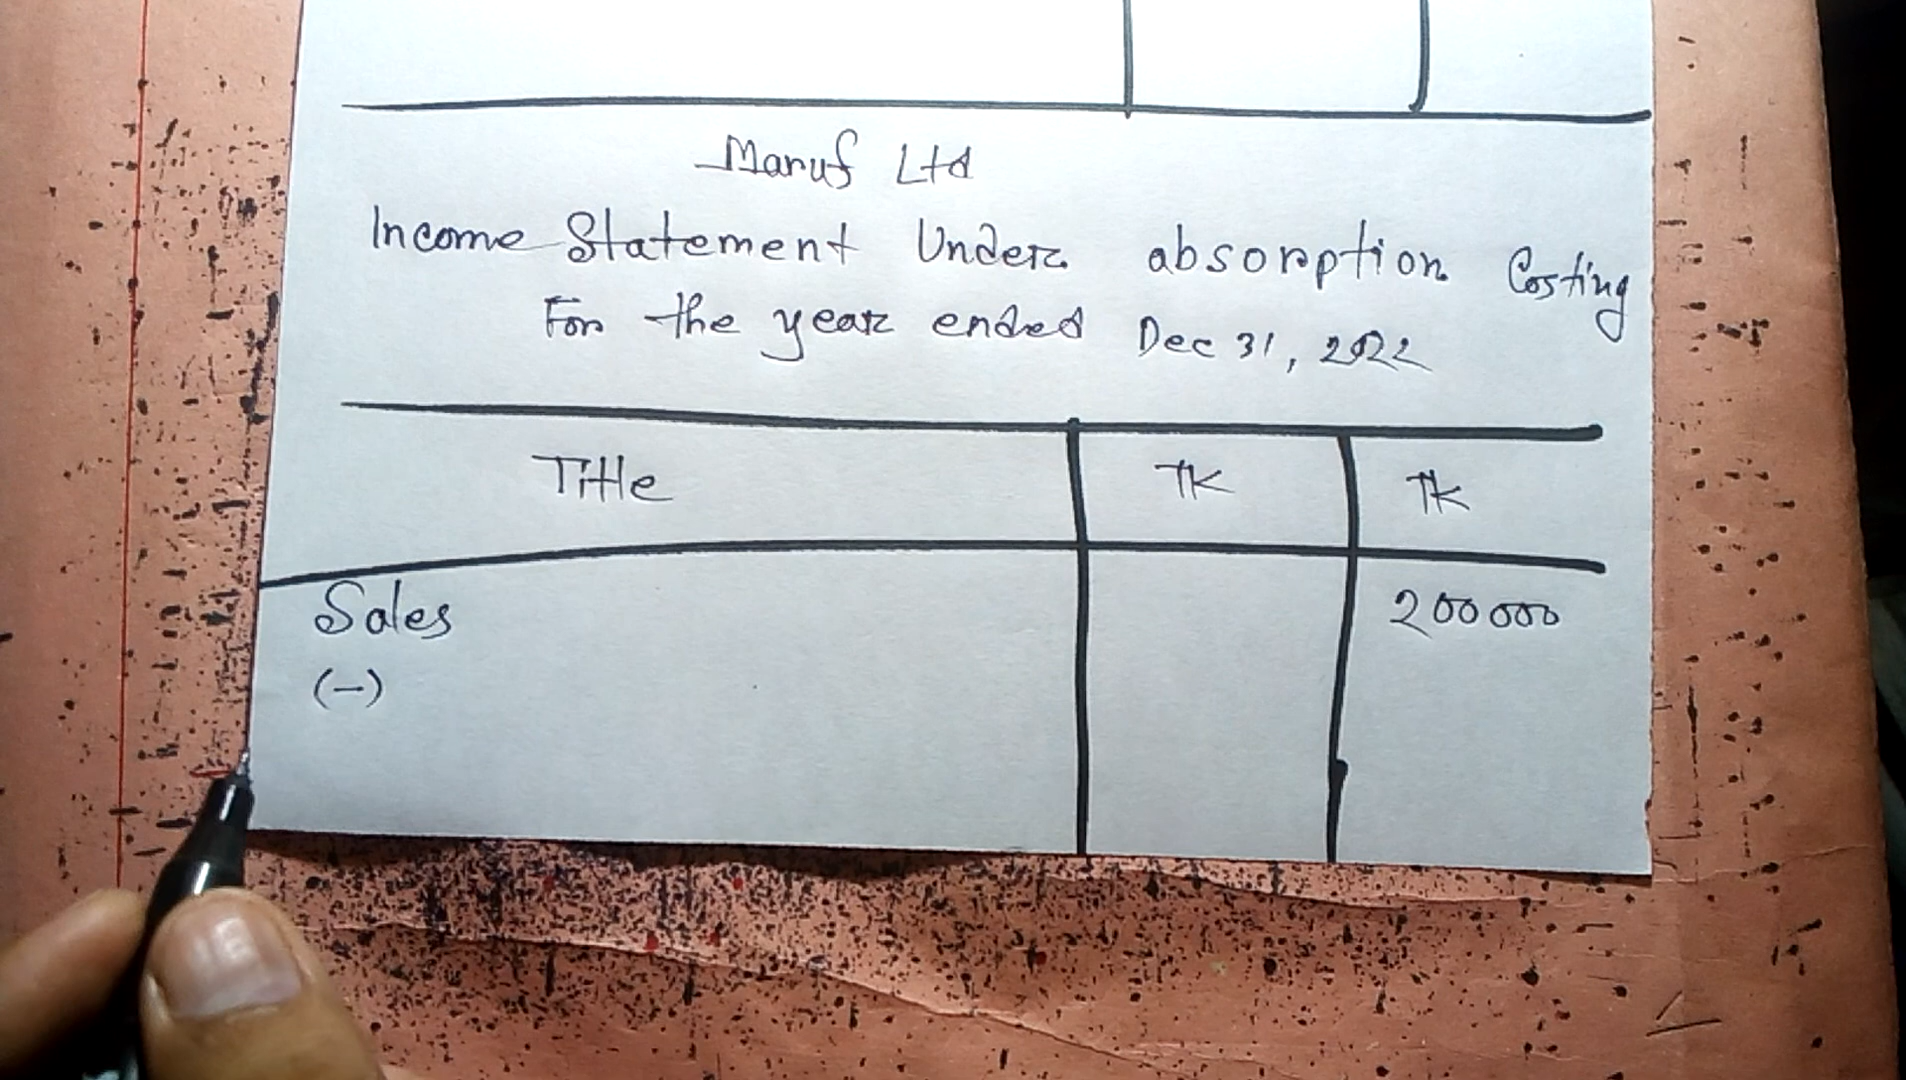 Maruf Ltd
Income Statement Under absorption Costing
For the year ended Dec 31, 2022
Title TK TK
Sales 200000
(-)